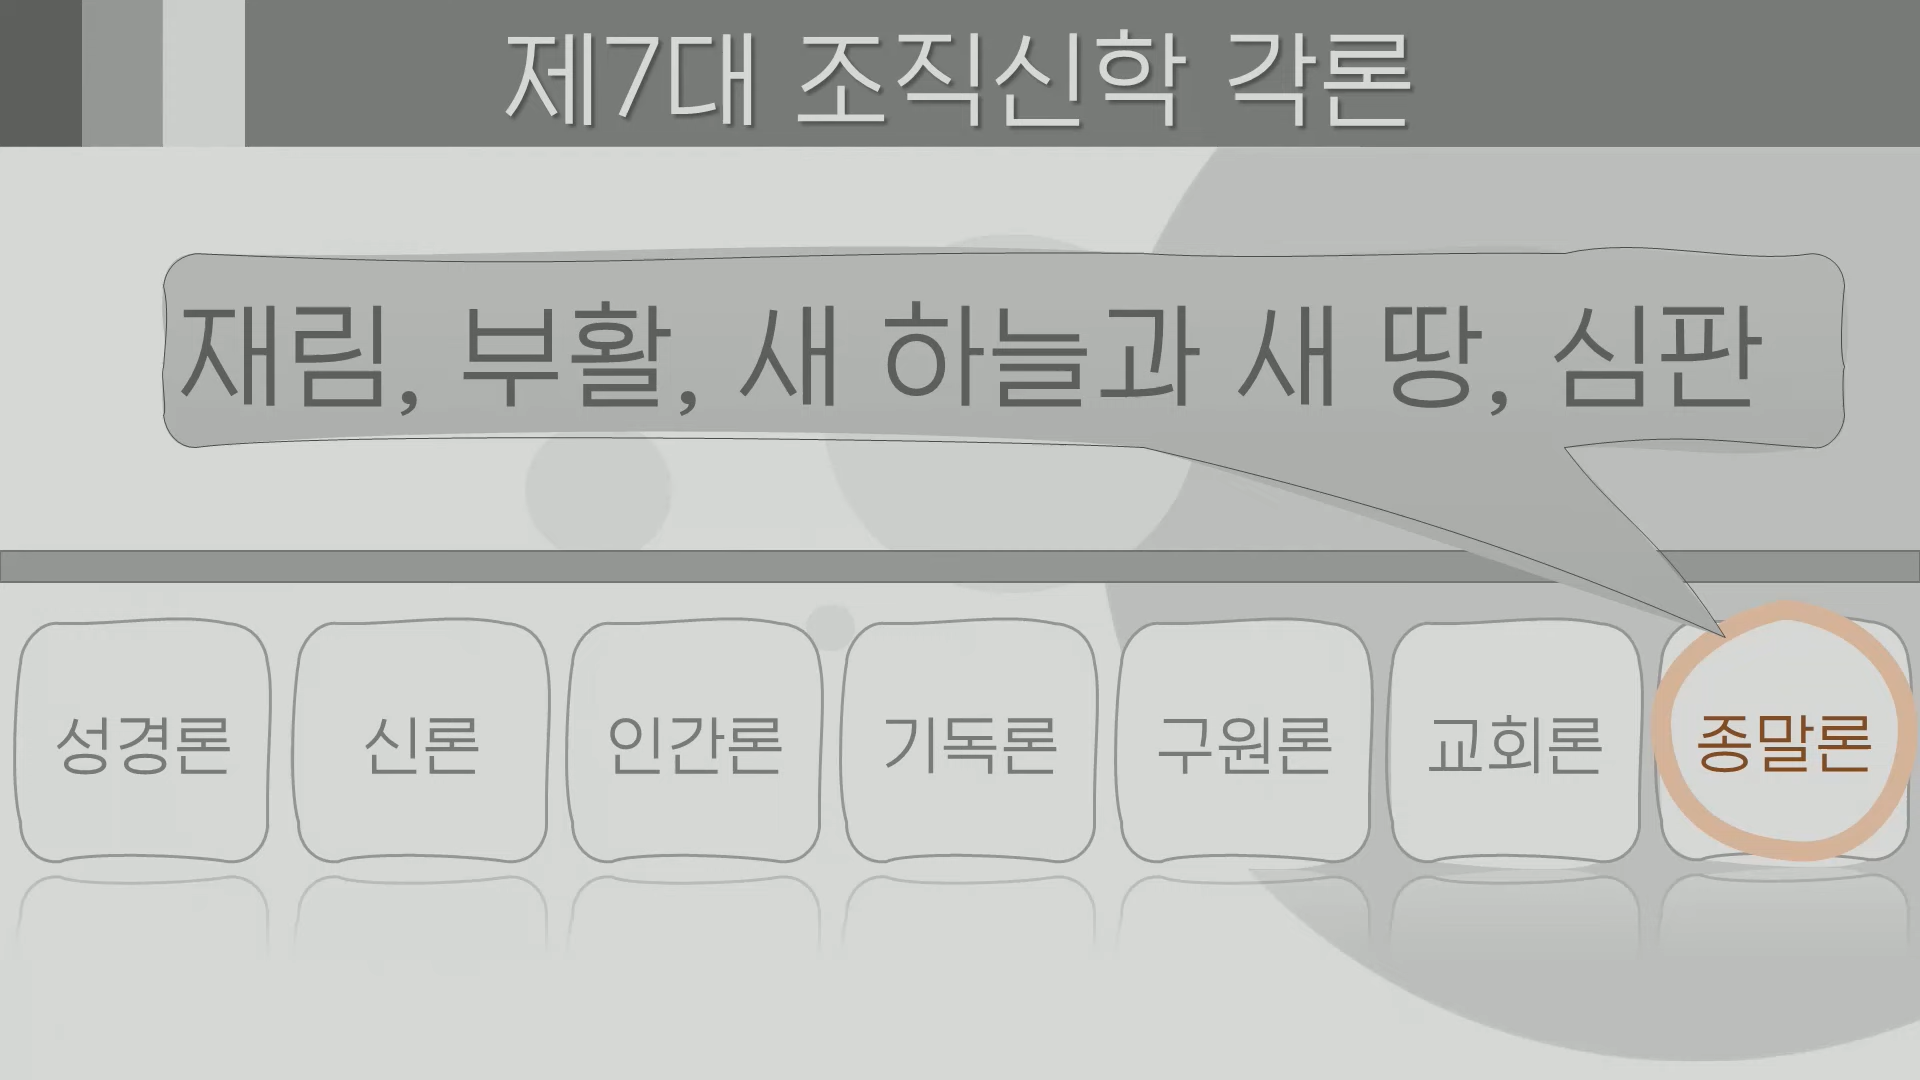 제7대 조직신학 각론
재림, 부활, 새 하늘과 새 땅, 심판
성경론 신론 인간론 기독론 구원론 교회론 종말론